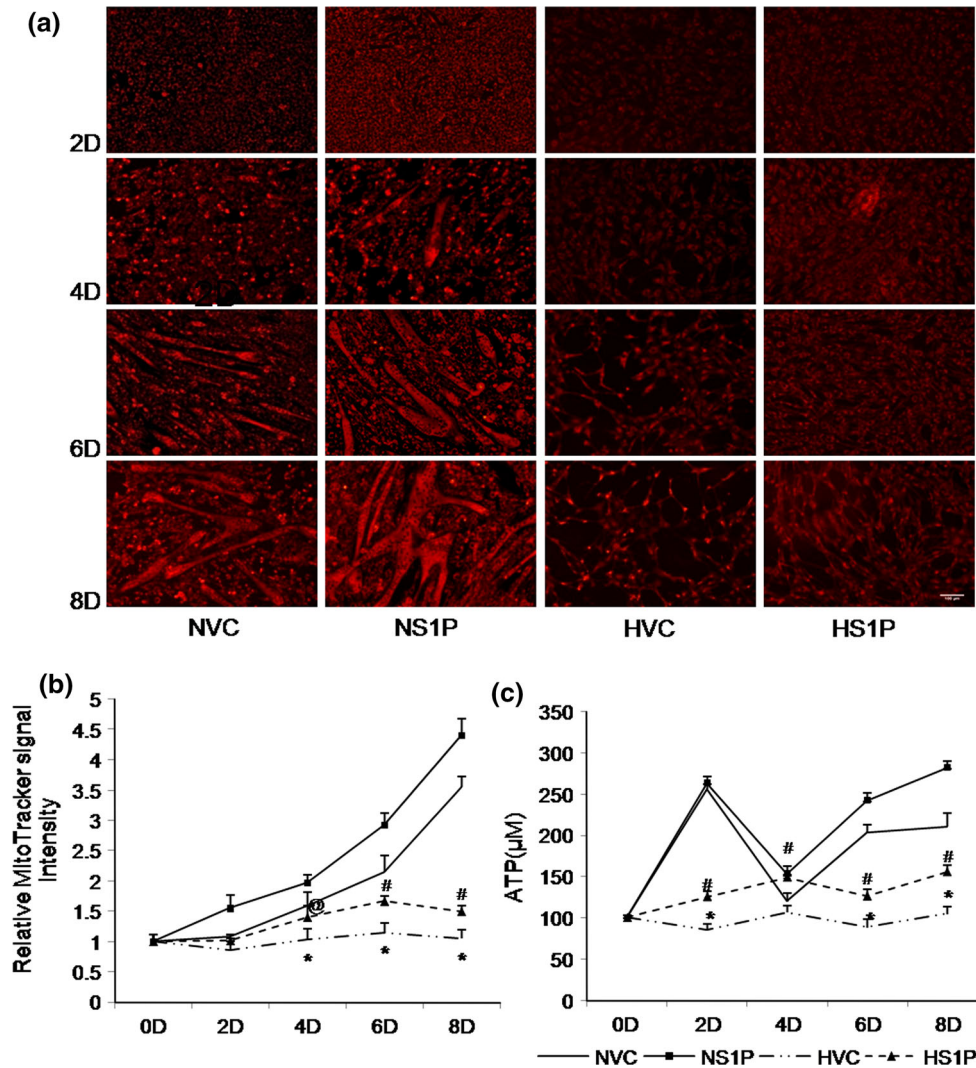 (a)
2D
4D
6D
8D
NVC NS1P HVC HS1P
(b)
Relative MitoTracker signal
Intensity
5
4.5
4
3.5
3
2.5
2
1.5
1
0.5
0
@
#
#
*
*
*
0D 2D 4D 6D 8D
(c)
ATP(µM)
350
300
250
200
150
100
50
0
#
#
#
#
*
*
*
0D 2D 4D 6D 8D
NVC NS1P HVC HS1P